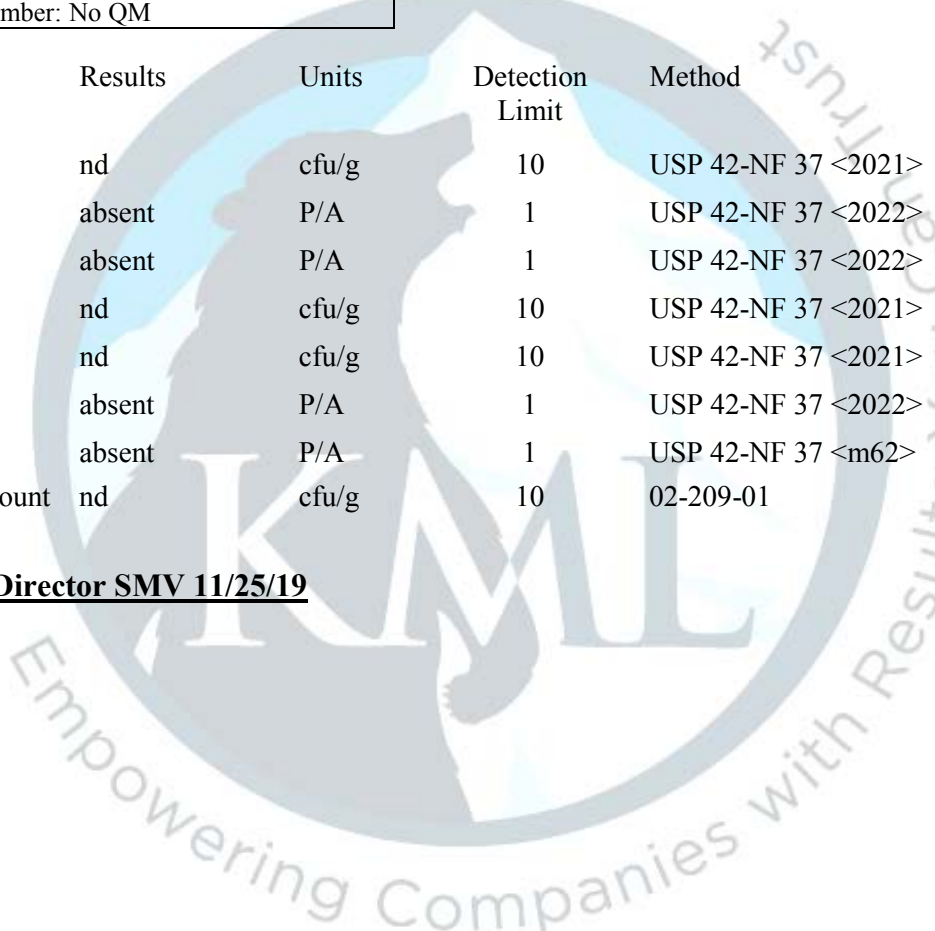 mber: No QM
Results Units Detection Limit Method
nd cfu/g 10 USP 42-NF 37 <2021>
absent P/A 1 USP 42-NF 37 <2022>
absent P/A 1 USP 42-NF 37 <2022>
nd cfu/g 10 USP 42-NF 37 <2021>
nd cfu/g 10 USP 42-NF 37 <2021>
absent P/A 1 USP 42-NF 37 <2022>
absent P/A 1 USP 42-NF 37 <m62>
ount nd cfu/g 10 02-209-01
Director SMV 11/25/19
KML
Empowering Companies with Results
Can Trust